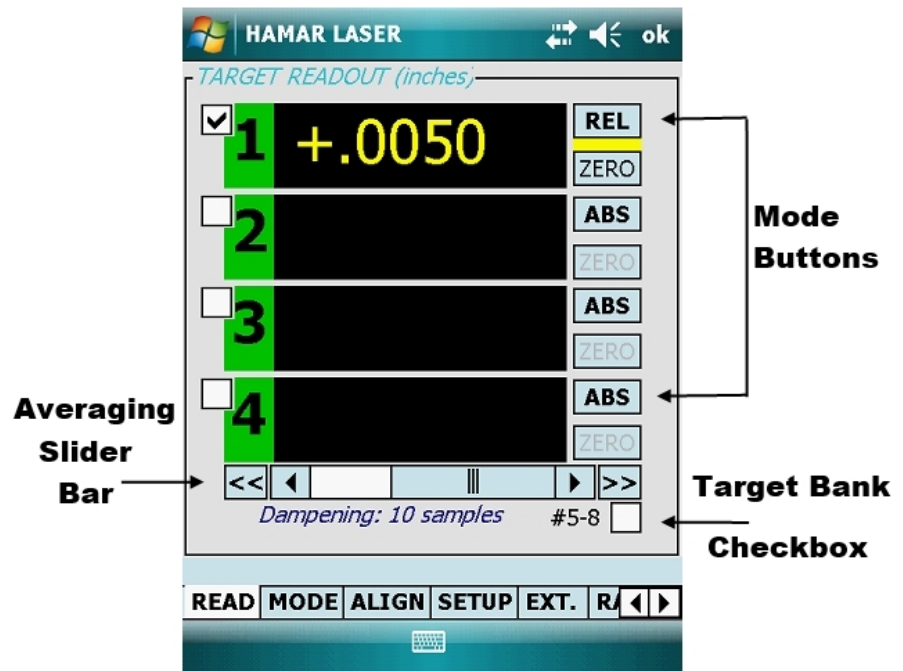 HAMAR LASER
ok
TARGET READOUT (inches)
1
+.0050
REL
ZERO
2
ABS
ZERO
3
ABS
ZERO
4
ABS
ZERO
Mode
Buttons
Averaging
Slider
Bar
<<
>>
Dampening: 10 samples
#5-8
Target Bank
Checkbox
READ MODE ALIGN SETUP EXT.